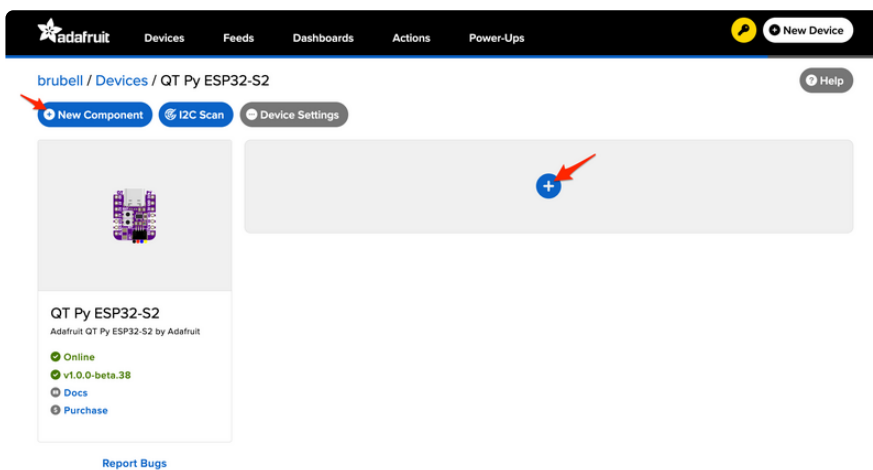 adafruit Devices Feeds Dashboards Actions Power-Ups New Device
brubell / Devices / QT Py ESP32-S2 Help
New Component I2C Scan Device Settings
QT Py ESP32-S2
Adafruit QT Py ESP32-S2 by Adafruit
Online
v1.0.0-beta.38
Docs
Purchase
Report Bugs